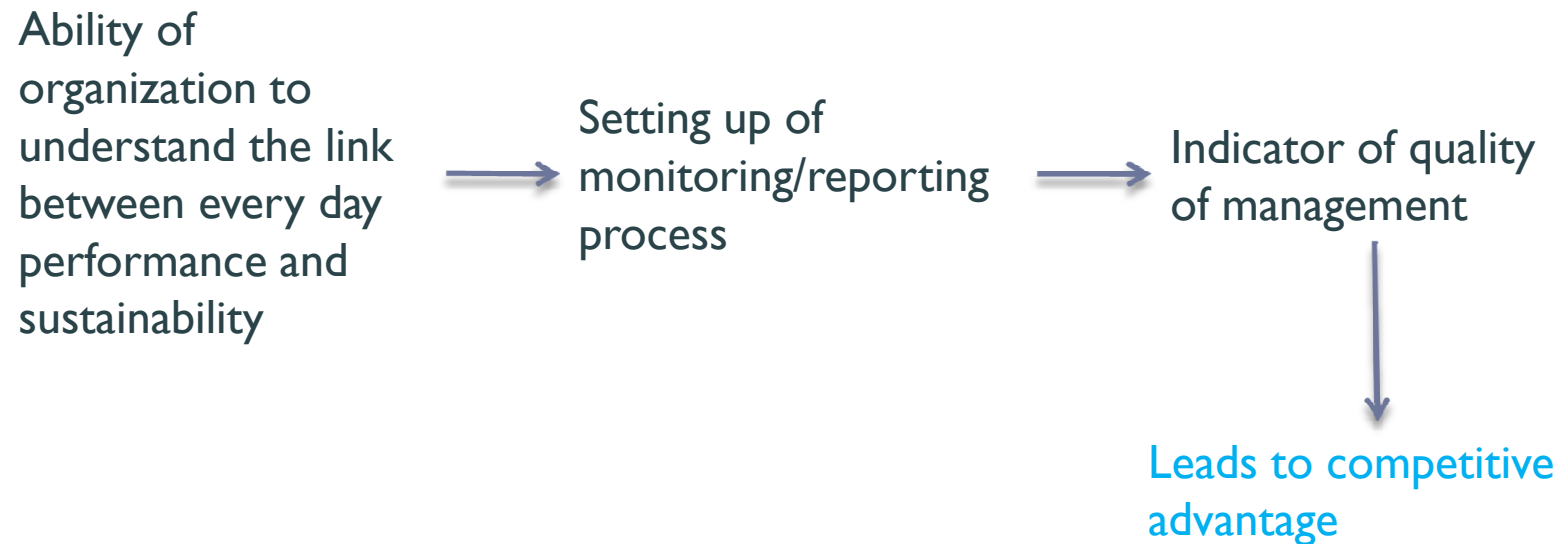 Ability of
organization to
understand the link
between every day
performance and
sustainability
Setting up of
monitoring/reporting
process
Indicator of quality
of management
Leads to competitive
advantage